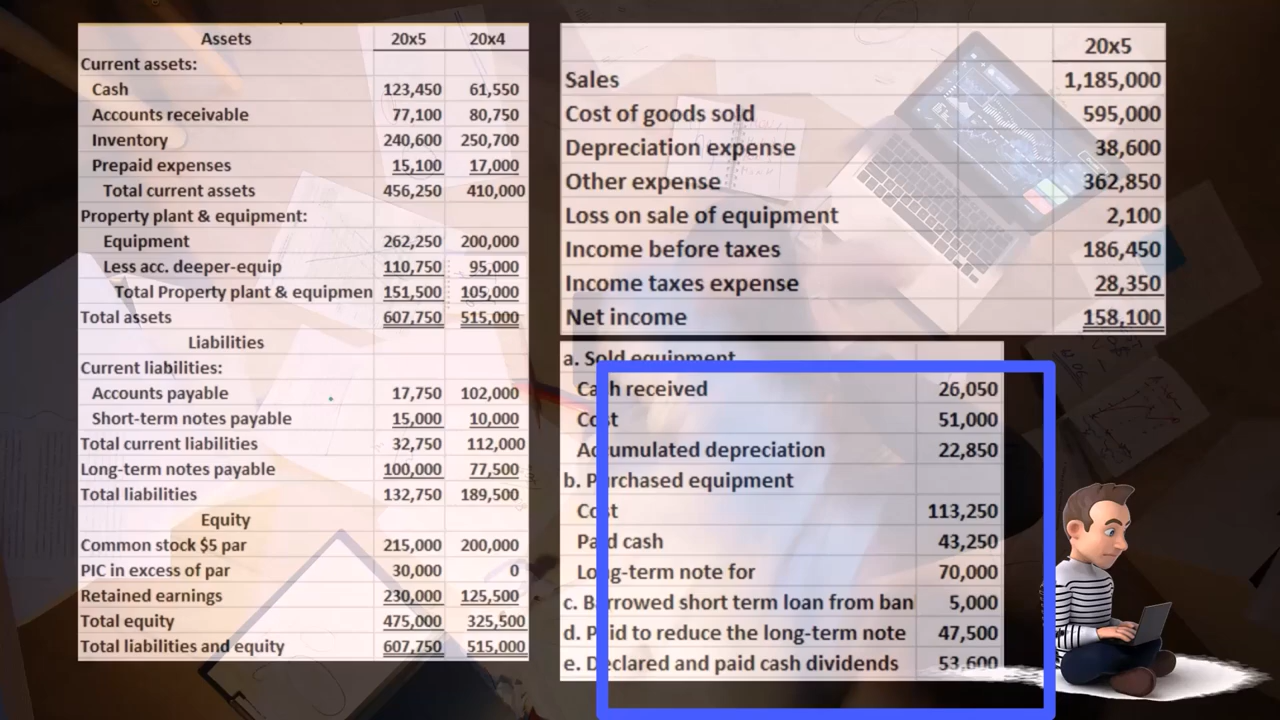 Assets 20x5 20x4
Current assets:
Cash 123,450 61,550
Accounts receivable 77,100 80,750
Inventory 240,600 250,700
Prepaid expenses 15,100 17,000
Total current assets 456,250 410,000
Property plant & equipment:
Equipment 262,250 200,000
Less acc. deeper-equip 110,750 95,000
Total Property plant & equipmen 151,500 105,000
Total assets 607,750 515,000
Liabilities
Current liabilities:
Accounts payable 17,750 102,000
Short-term notes payable 15,000 10,000
Total current liabilities 32,750 112,000
Long-term notes payable 100,000 77,500
Total liabilities 132,750 189,500
Equity
Common stock $5 par 215,000 200,000
PIC in excess of par 30,000 0
Retained earnings 230,000 125,500
Total equity 475,000 325,500
Total liabilities and equity 607,750 515,000
20x5
Sales 1,185,000
Cost of goods sold 595,000
Depreciation expense 38,600
Other expense 362,850
Loss on sale of equipment 2,100
Income before taxes 186,450
Income taxes expense 28,350
Net income 158,100
a. Sold equipment
Cash received 26,050
Cost 51,000
Accumulated depreciation 22,850
b. Purchased equipment
Cost 113,250
Paid cash 43,250
Long-term note for 70,000
c. Borrowed short term loan from ban 5,000
d. Paid to reduce the long-term note 47,500
e. Declared and paid cash dividends 53,600